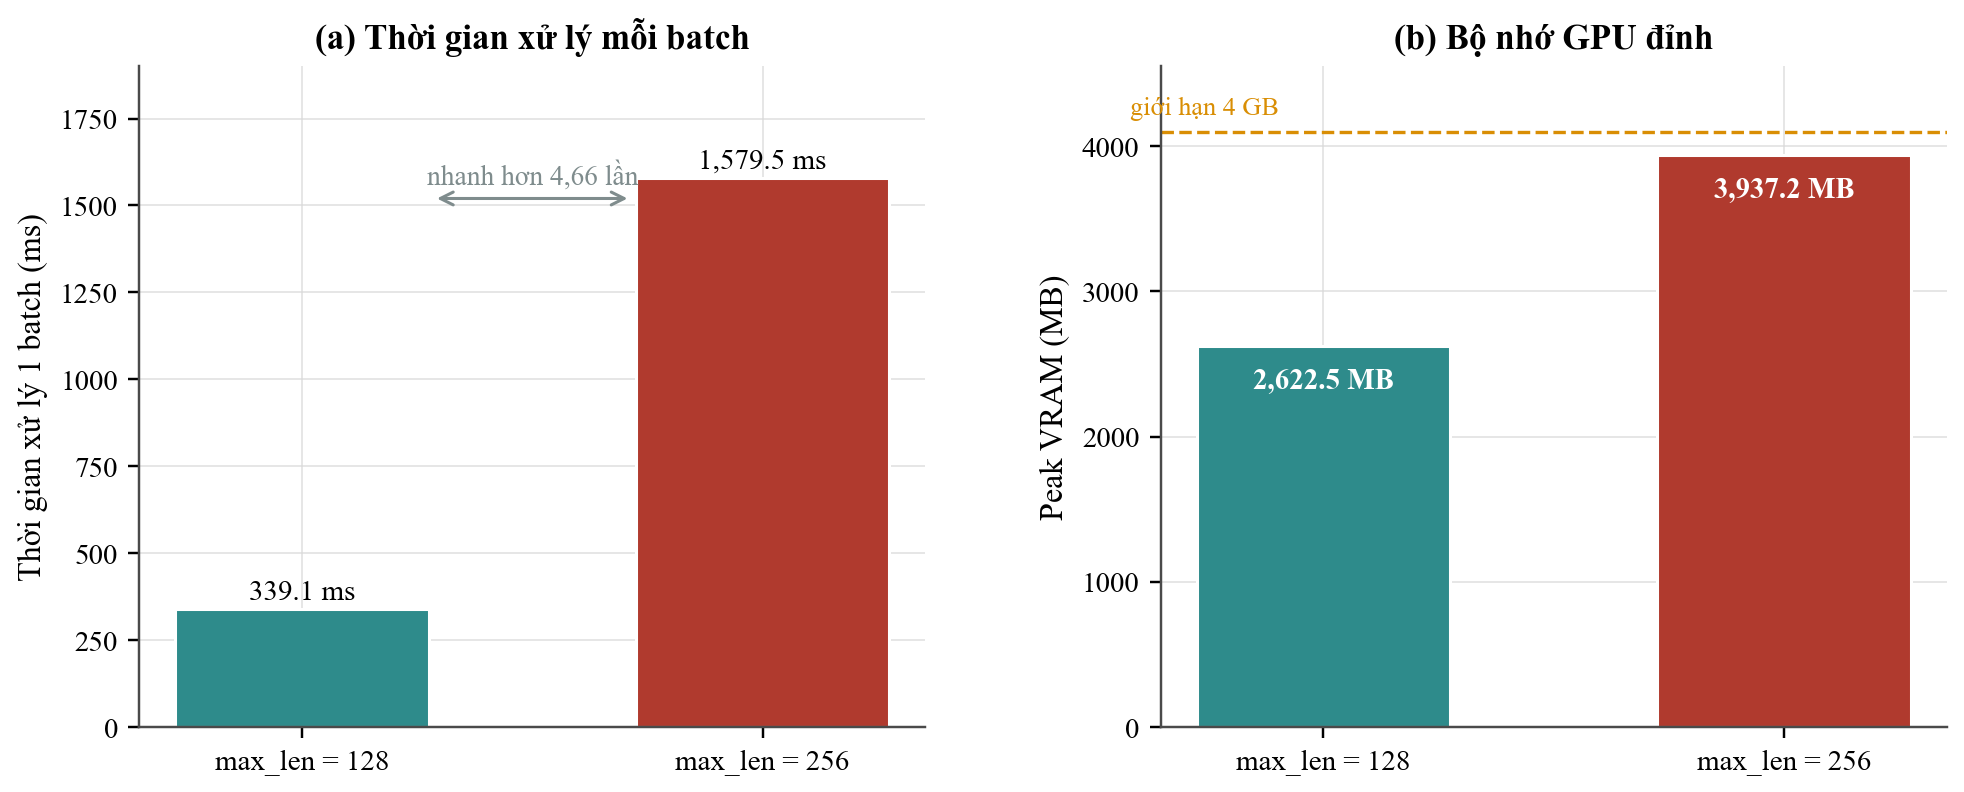 (a) Thời gian xử lý mỗi batch
Thời gian xử lý 1 batch (ms)
1750
1500
1250
1000
750
500
250
0
nhanh hơn 4,66 lần
1,579.5 ms
339.1 ms
max_len = 128
max_len = 256
(b) Bộ nhớ GPU đỉnh
Peak VRAM (MB)
giới hạn 4 GB
4000
3000
2000
1000
0
3,937.2 MB
2,622.5 MB
max_len = 128
max_len = 256